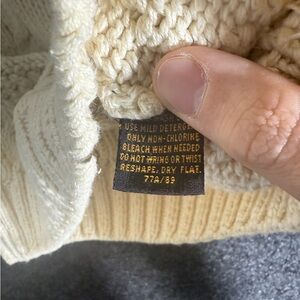 USE MILD DETERGENT
ONLY NON-CHLORINE
BLEACH WHEN NEEDED
DO NOT WRING OR TWIST
RESHAPE, DRY FLAT.
77A/89